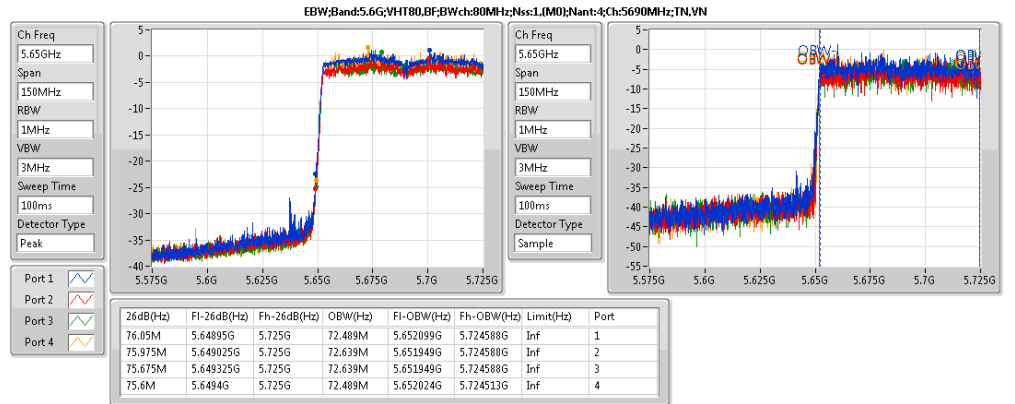 EBW;Band:5.6G;VHT80,BF;BWch:80MHz;Nss:1,(M0);Nant:4;Ch:5690MHz;TN,VN
Ch Freq
5.65GHz
Span
150MHz
RBW
1MHz
VBW
3MHz
Sweep Time
100ms
Detector Type
Peak
5
0
-5
-10
-15
-20
-25
-30
-35
-40
5.575G 5.6G 5.625G 5.65G 5.675G 5.7G 5.725G
Ch Freq
5.65GHz
Span
150MHz
RBW
1MHz
VBW
3MHz
Sweep Time
100ms
Detector Type
Sample
5
0
-5
-10
-15
-20
-25
-30
-35
-40
-45
-50
-55
5.575G 5.6G 5.625G 5.65G 5.675G 5.7G 5.725G
Port 1
Port 2
Port 3
Port 4
26dB(Hz) Fl-26dB(Hz) Fh-26dB(Hz) OBW(Hz) Fl-OBW(Hz) Fh-OBW(Hz) Limit(Hz) Port
76.05M 5.64895G 5.725G 72.489M 5.652099G 5.724588G Inf 1
75.975M 5.649025G 5.725G 72.639M 5.651949G 5.724588G Inf 2
75.675M 5.649325G 5.725G 72.639M 5.651949G 5.724588G Inf 3
75.6M 5.6494G 5.725G 72.489M 5.652024G 5.724513G Inf 4